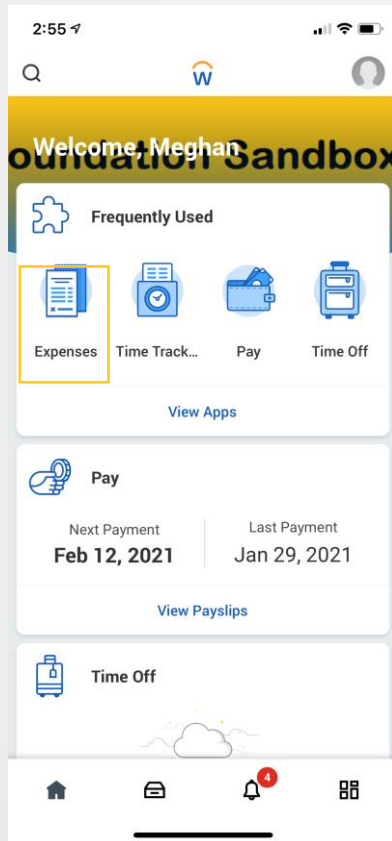 2:55
W
Welcome, Meghan
oundation Sandbox
Frequently Used
Expenses Time Track... Pay Time Off
View Apps
Pay
Next Payment Last Payment
Feb 12, 2021 Jan 29, 2021
View Payslips
Time Off
4